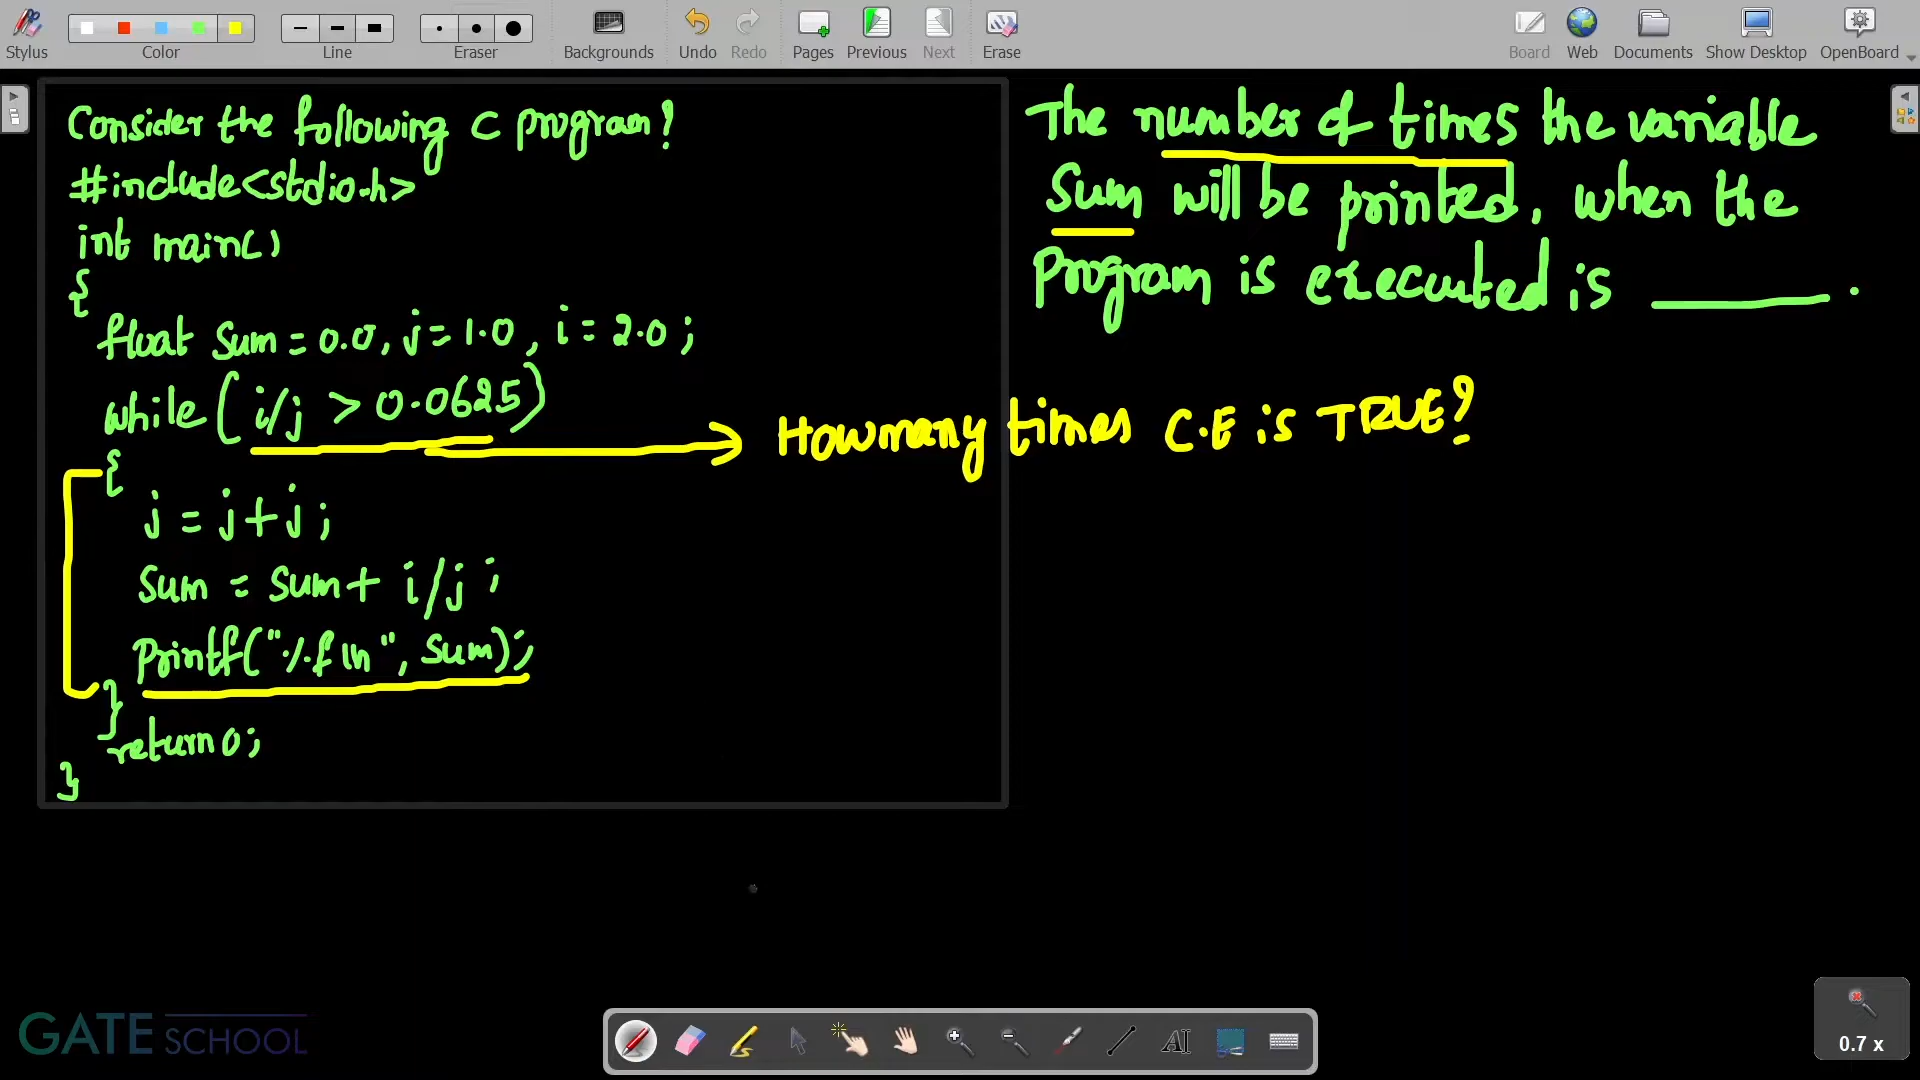 Stylus
Color
Line
Eraser
Backgrounds
Undo
Redo
Pages
Previous
Next
Erase
Board
Web
Documents
Show Desktop
OpenBoard
Consider the following C program?
#include<stdio.h>
int main()
{
float sum = 0.0, j = 1.0, i = 2.0;
while (i/j > 0.0625)
{
j = j+j;
sum = sum + i/j;
printf("%f\n", sum);
}
return 0;
}
The number of times the variable
Sum will be printed, when the
Program is executed is ______.
How many times C.E is TRUE?
GATE SCHOOL
AI
0.7 x